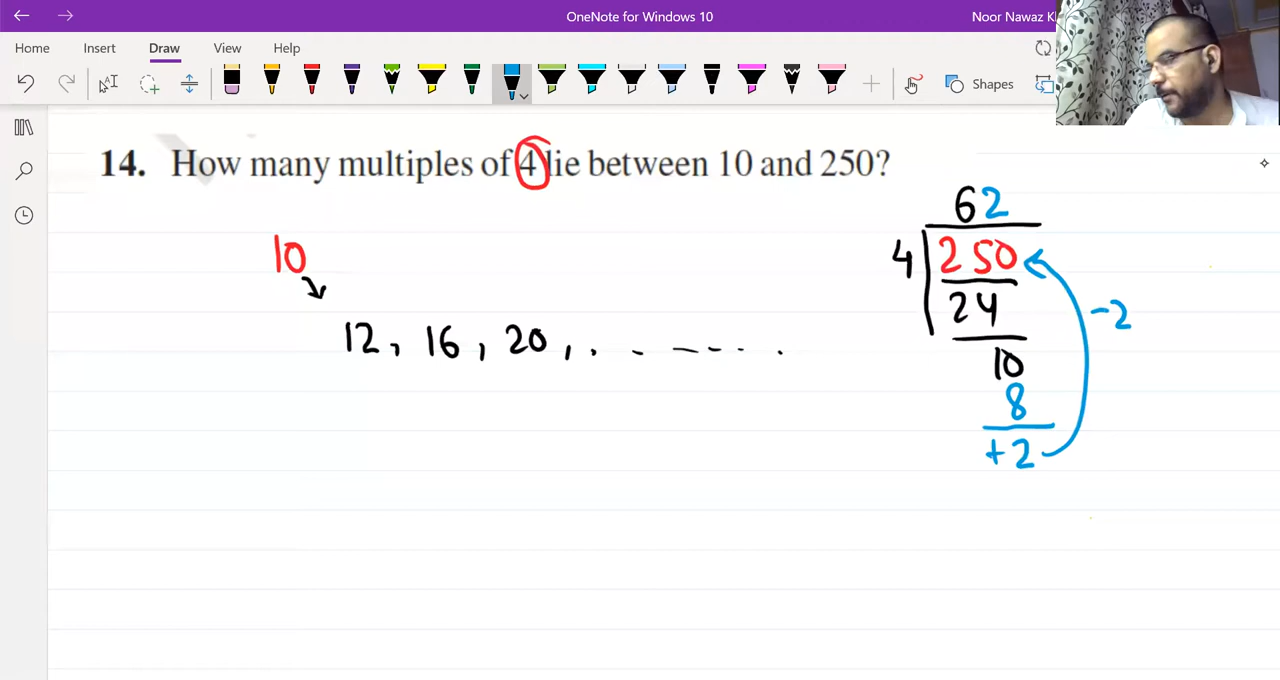 OneNote for Windows 10
Noor Nawaz K
Home Insert Draw View Help
Shapes
14. How many multiples of 4 lie between 10 and 250?
62
10
4 250
24
-2
12, 16, 20, . - - - - .
10
8
+2